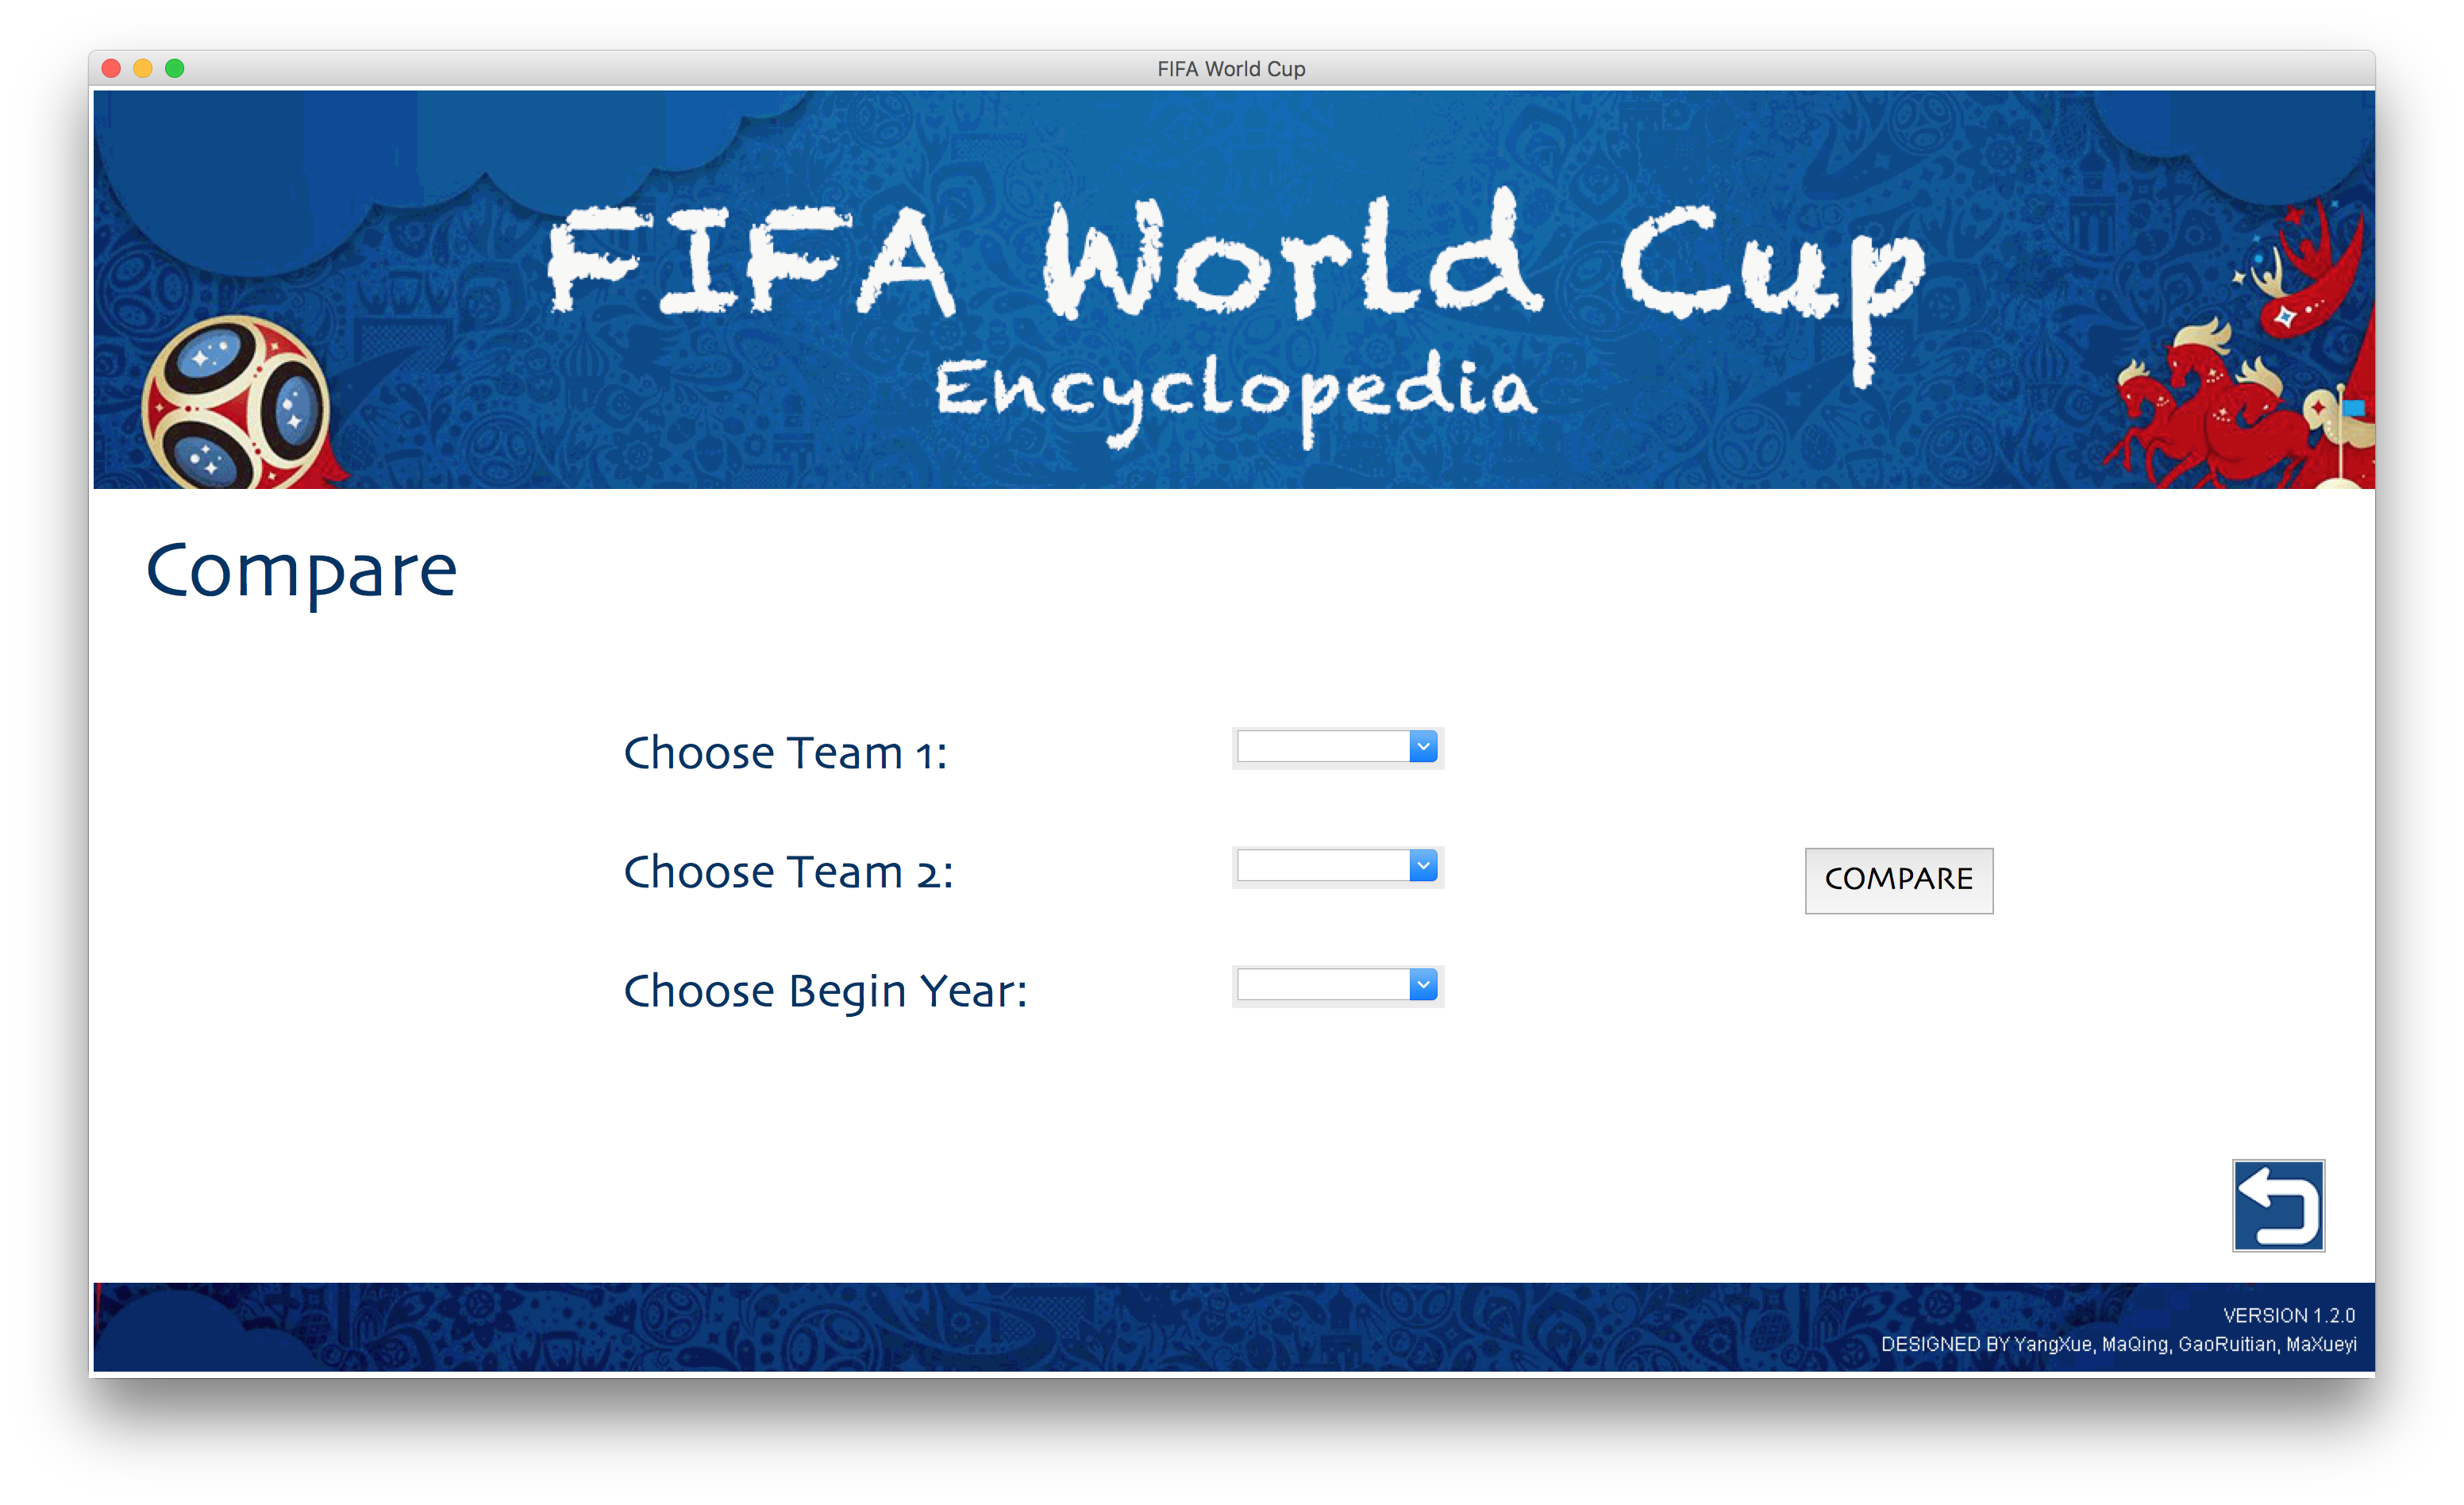 FIFA World Cup
FIFA World Cup
Encyclopedia
Compare
Choose Team 1:
Choose Team 2:
COMPARE
Choose Begin Year:
VERSION 1.2.0
DESIGNED BY YangXue, MaQing, GaoRuitian, MaXueyi